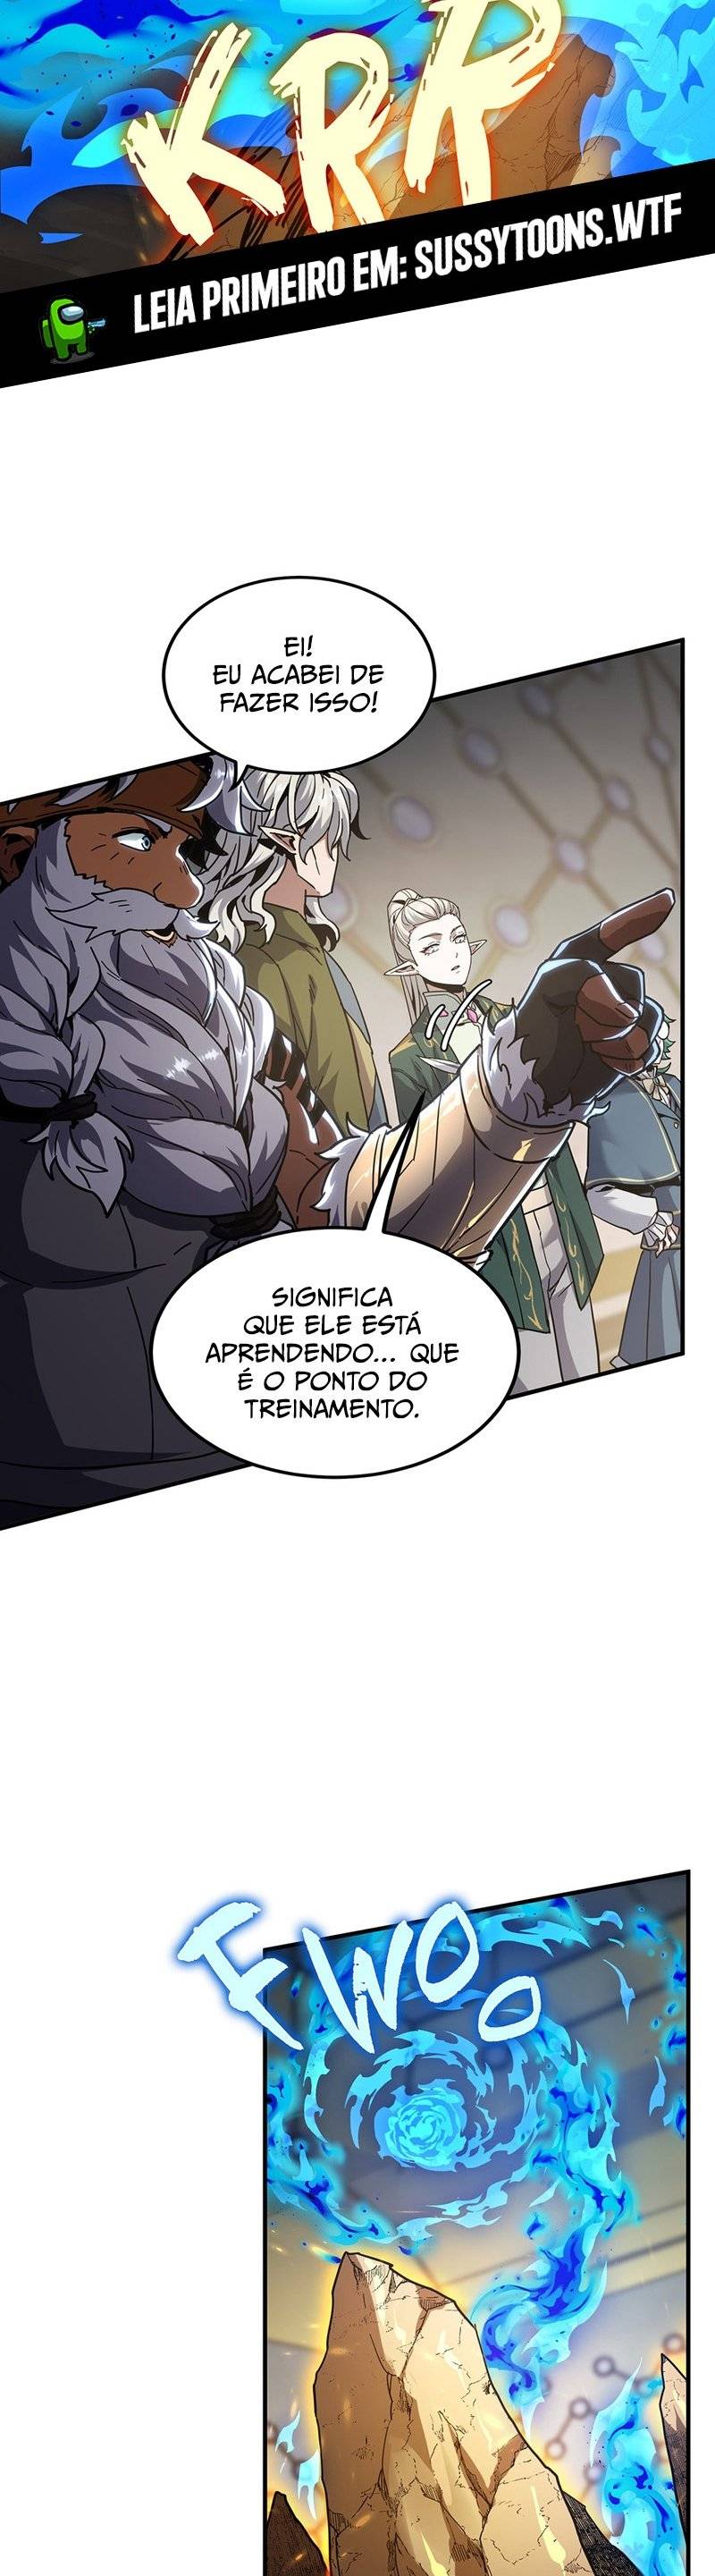 KRR
LEIA PRIMEIRO EM: SUSSYTOONS.WTF
EI!
EU ACABEI DE
FAZER ISSO!
SIGNIFICA
QUE ELE ESTÁ
APRENDENDO... QUE
É O PONTO DO
TREINAMENTO.
FWOO